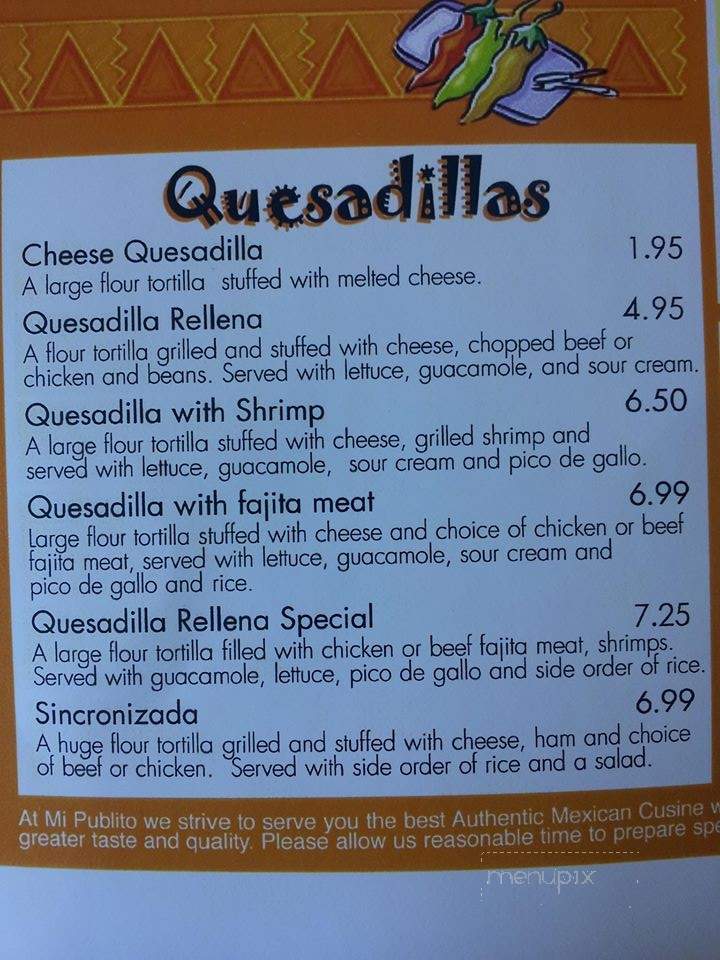 Quesadillas
Cheese Quesadilla 1.95
A large flour tortilla stuffed with melted cheese.
Quesadilla Rellena 4.95
A flour tortilla grilled and stuffed with cheese, chopped beef or
chicken and beans. Served with lettuce, guacamole, and sour cream.
Quesadilla with Shrimp 6.50
A large flour tortilla stuffed with cheese, grilled shrimp and
served with lettuce, guacamole, sour cream and pico de gallo.
Quesadilla with fajita meat 6.99
Large flour tortilla stuffed with cheese and choice of chicken or beef
fajita meat, served with lettuce, guacamole, sour cream and
pico de gallo and rice.
Quesadilla Rellena Special 7.25
A large flour tortilla filled with chicken or beef fajita meat, shrimps.
Served with guacamole, lettuce, pico de gallo and side order of rice.
Sincronizada 6.99
A huge flour tortilla grilled and stuffed with cheese, ham and choice
of beef or chicken. Served with side order of rice and a salad.
At Mi Publito we strive to serve you the best Authentic Mexican Cusine
greater taste and quality. Please allow us reasonable time to prepare
menupix